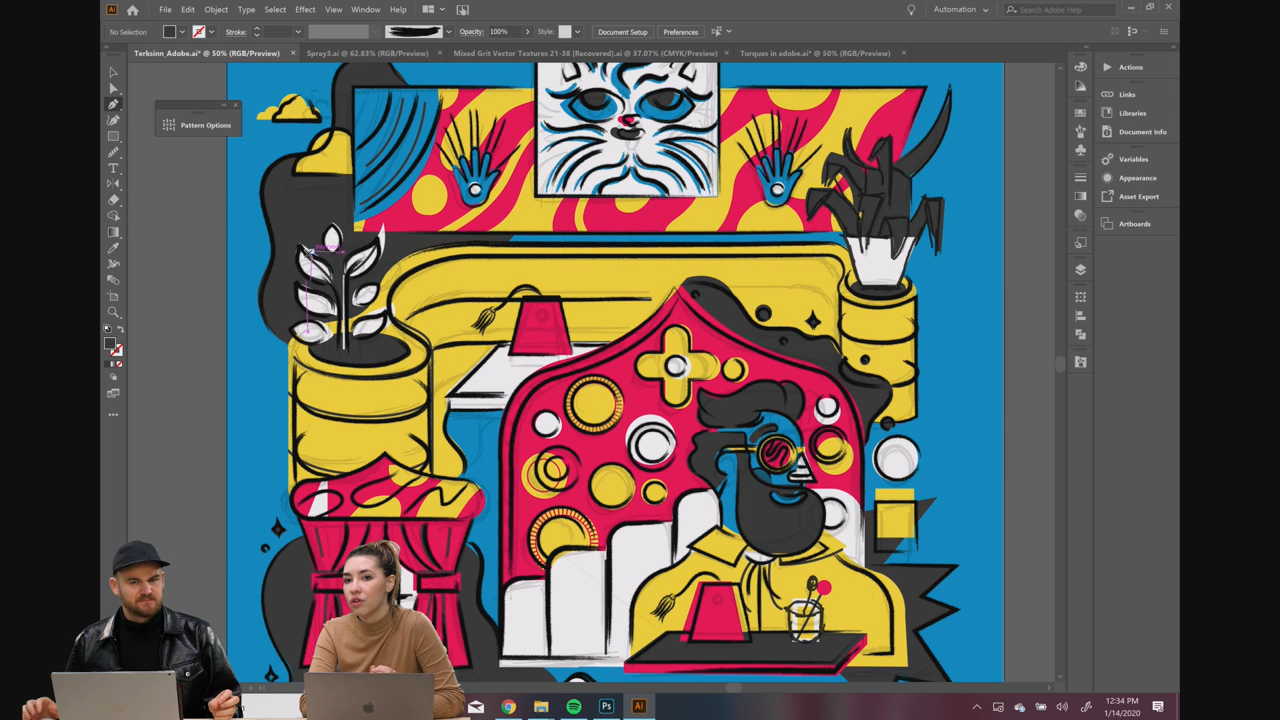 Ai File Edit Object Type Select Effect View Window Help Automation Search Adobe Help
No Selection Stroke: Opacity: 100% Style: Document Setup Preferences
Terksinn_Adobe.ai* @ 50% (RGB/Preview) × Spray3.ai @ 62.83% (RGB/Preview) × Mixed Grit Vector Textures 21-38 [Recovered].ai @ 37.07% (CMYK/Preview) × Turques in adobe.ai* @ 50% (RGB/Preview) ×
Pattern Options
Actions
Links
Libraries
Document Info
Variables
Appearance
Asset Export
Artboards
Ps Ai
12:34 PM
1/14/2020